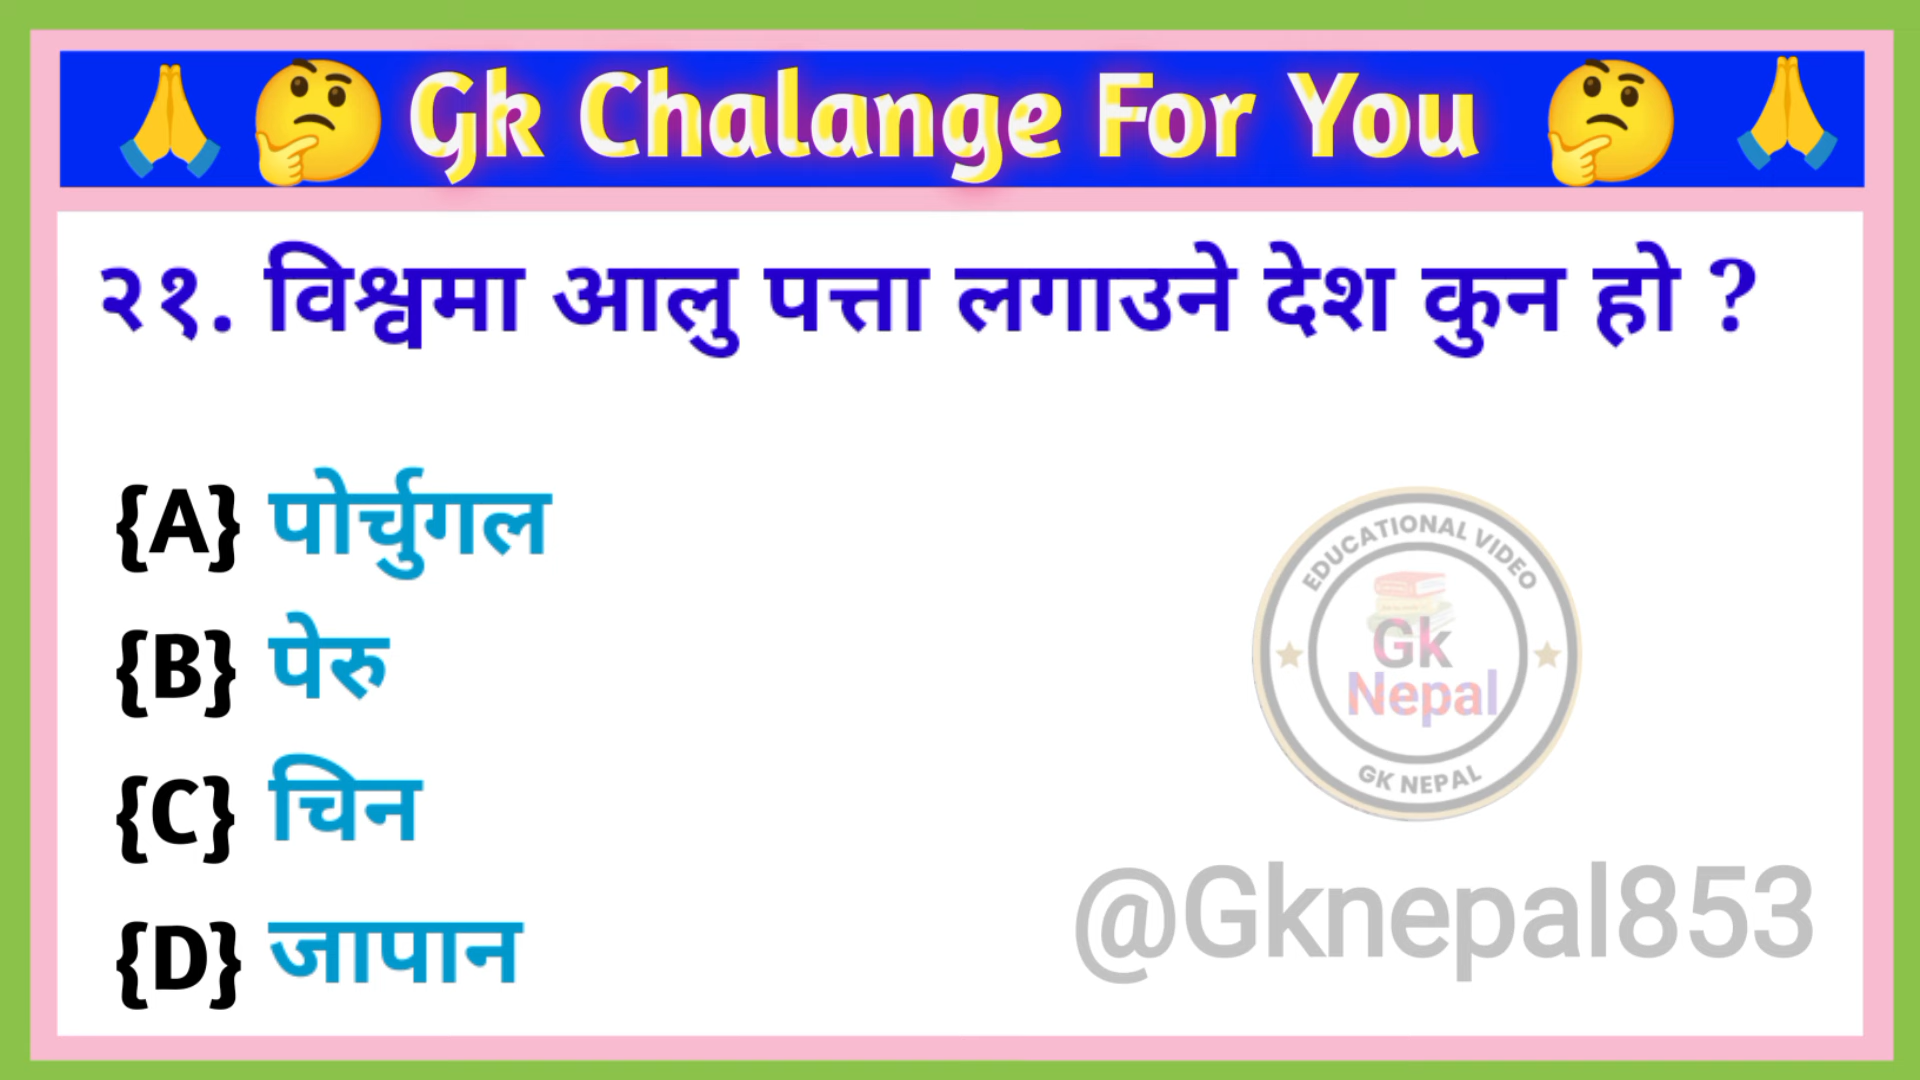 Gk Chalange For You
२१. विश्वमा आलु पत्ता लगाउने देश कुन हो ?
{A} पोर्चुगल
{B} पेरु
{C} चिन
{D} जापान
EDUCATIONAL VIDEO
Gk
Nepal
GK NEPAL
@Gknepal853